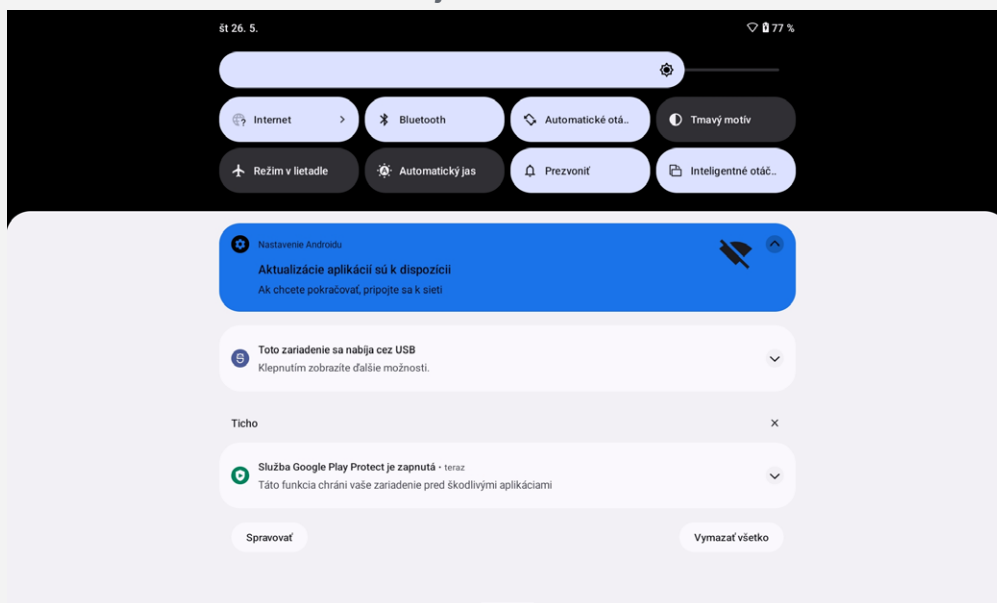 št 26. 5.
77 %
Internet
Bluetooth
Automatické otá..
Tmavý motív
Režim v lietadle
Automatický jas
Prezvoniť
Inteligentné otáč..
Nastavenie Androidu
Aktualizácie aplikácií sú k dispozícii
Ak chcete pokračovať, pripojte sa k sieti
Toto zariadenie sa nabíja cez USB
Klepnutím zobrazíte ďalšie možnosti.
Ticho
Služba Google Play Protect je zapnutá • teraz
Táto funkcia chráni vaše zariadenie pred škodlivými aplikáciami
Spravovať
Vymazať všetko